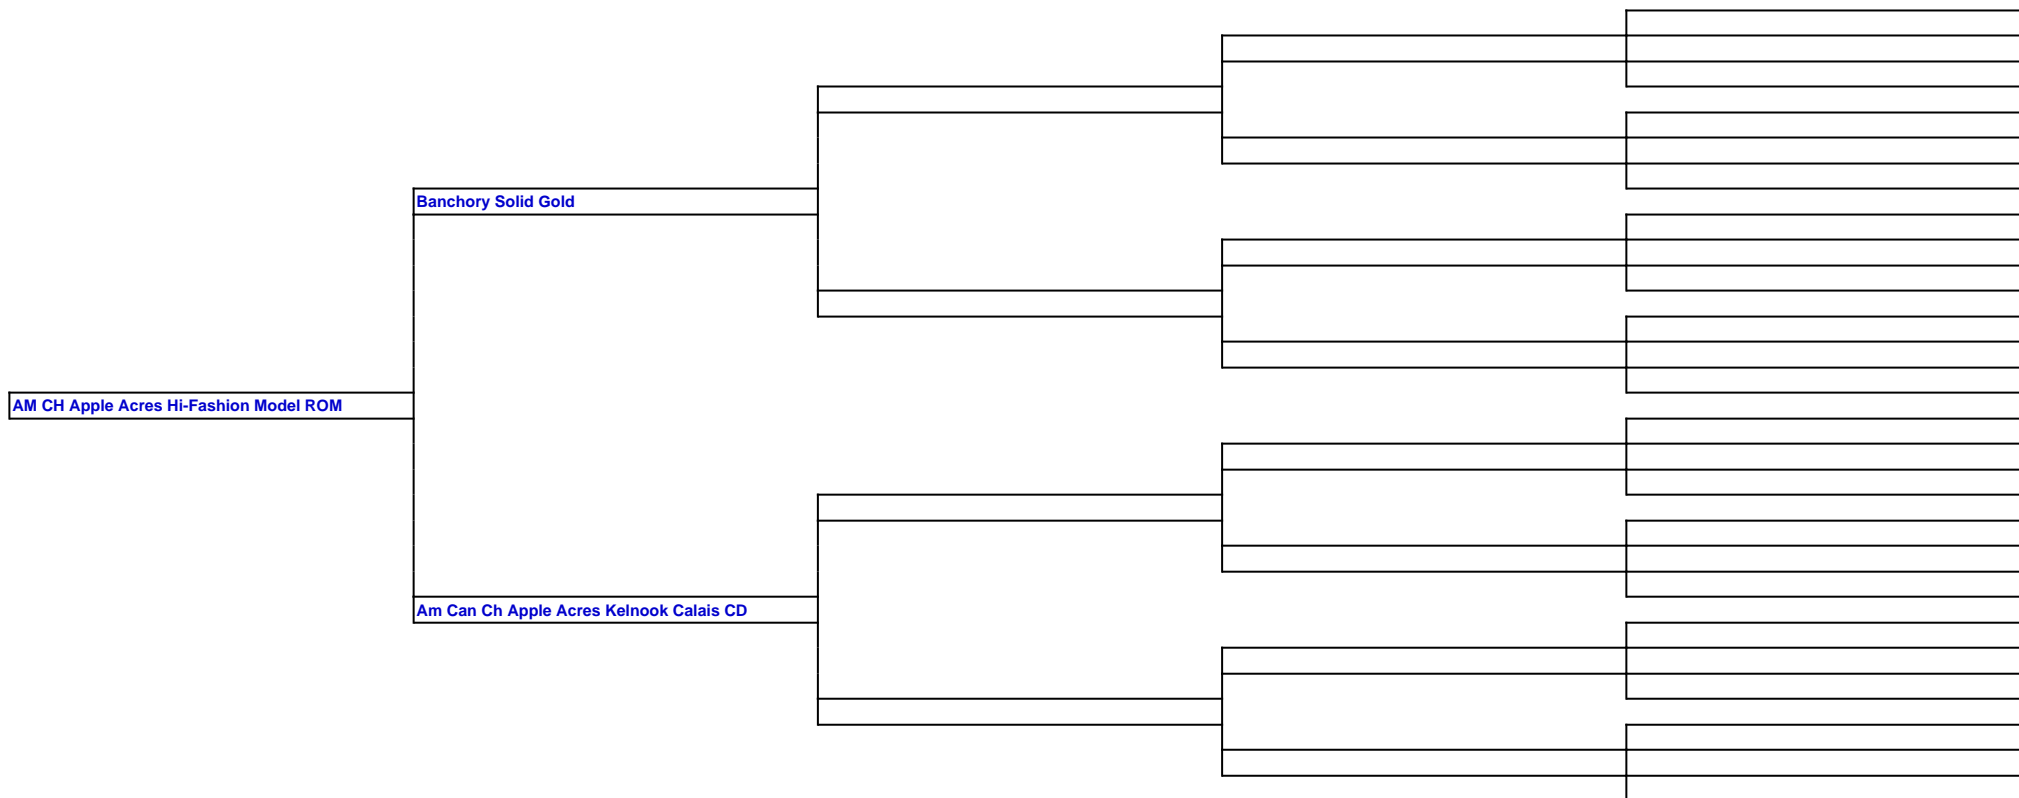 Banchory Solid Gold
AM CH Apple Acres Hi-Fashion Model ROM
Am Can Ch Apple Acres Kelnook Calais CD